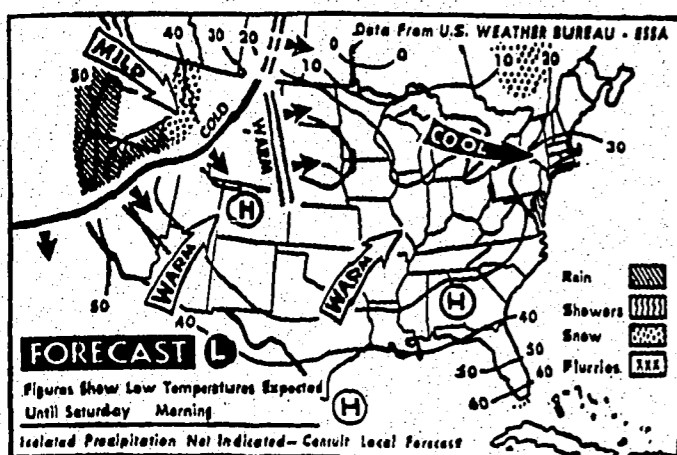 Data From U.S. WEATHER BUREAU - ESSA
40
30
20
0
0
10
10
20
MILD
50
COLD
WARM
COOL
30
H
WARM
WARM
H
50
40
40
50
50
60
60
Rain
Showers
Snow
Flurries
FORECAST L
Figures Show Low Temperatures Expected
Until Saturday Morning
H
Isolated Precipitation Not Indicated— Consult Local Forecast